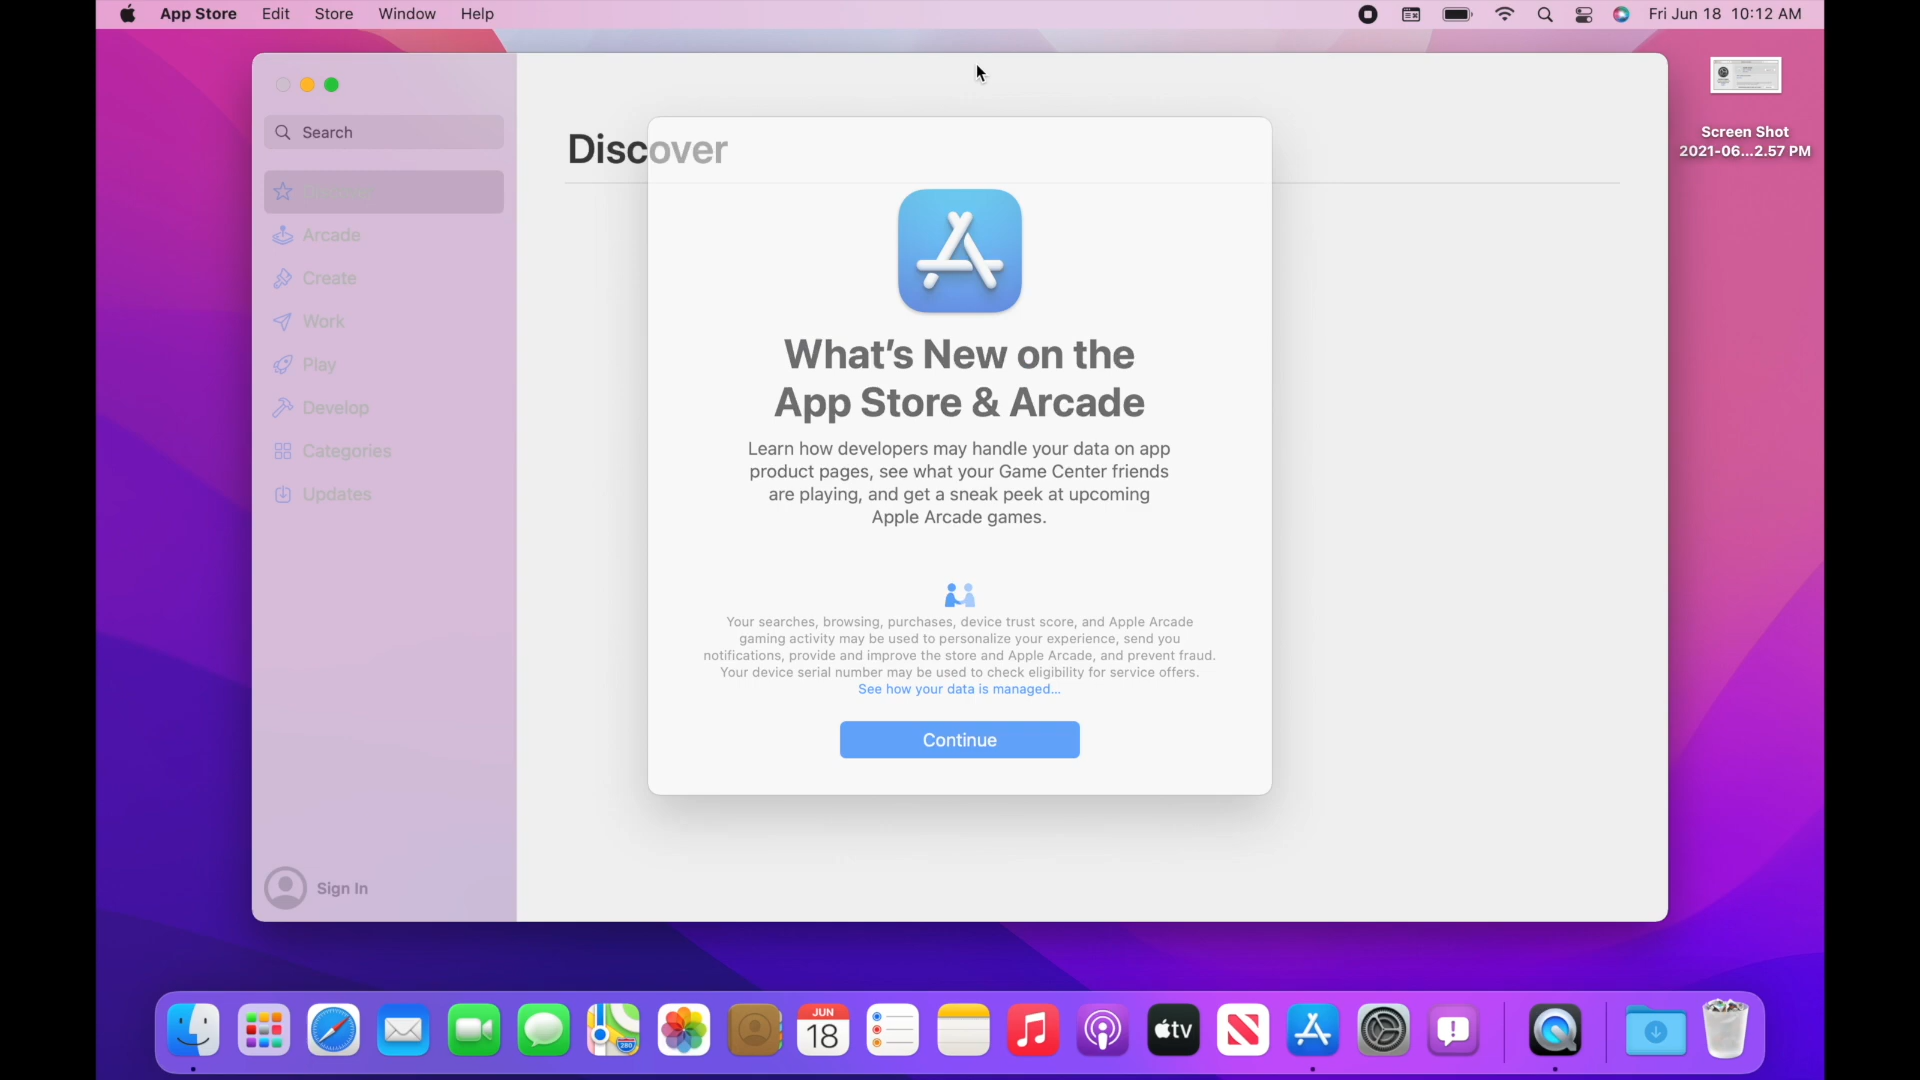 App Store Edit Store Window Help
Fri Jun 18 10:12 AM
Search
Discover
Arcade
Create
Work
Play
Develop
Categories
Updates
Sign In
Discover
What's New on the
App Store & Arcade
Learn how developers may handle your data on app
product pages, see what your Game Center friends
are playing, and get a sneak peek at upcoming
Apple Arcade games.
Your searches, browsing, purchases, device trust score, and Apple Arcade
gaming activity may be used to personalize your experience, send you
notifications, provide and improve the store and Apple Arcade, and prevent fraud.
Your device serial number may be used to check eligibility for service offers.
See how your data is managed...
Continue
Screen Shot
2021-06...2.57 PM
280
JUN
18
tv